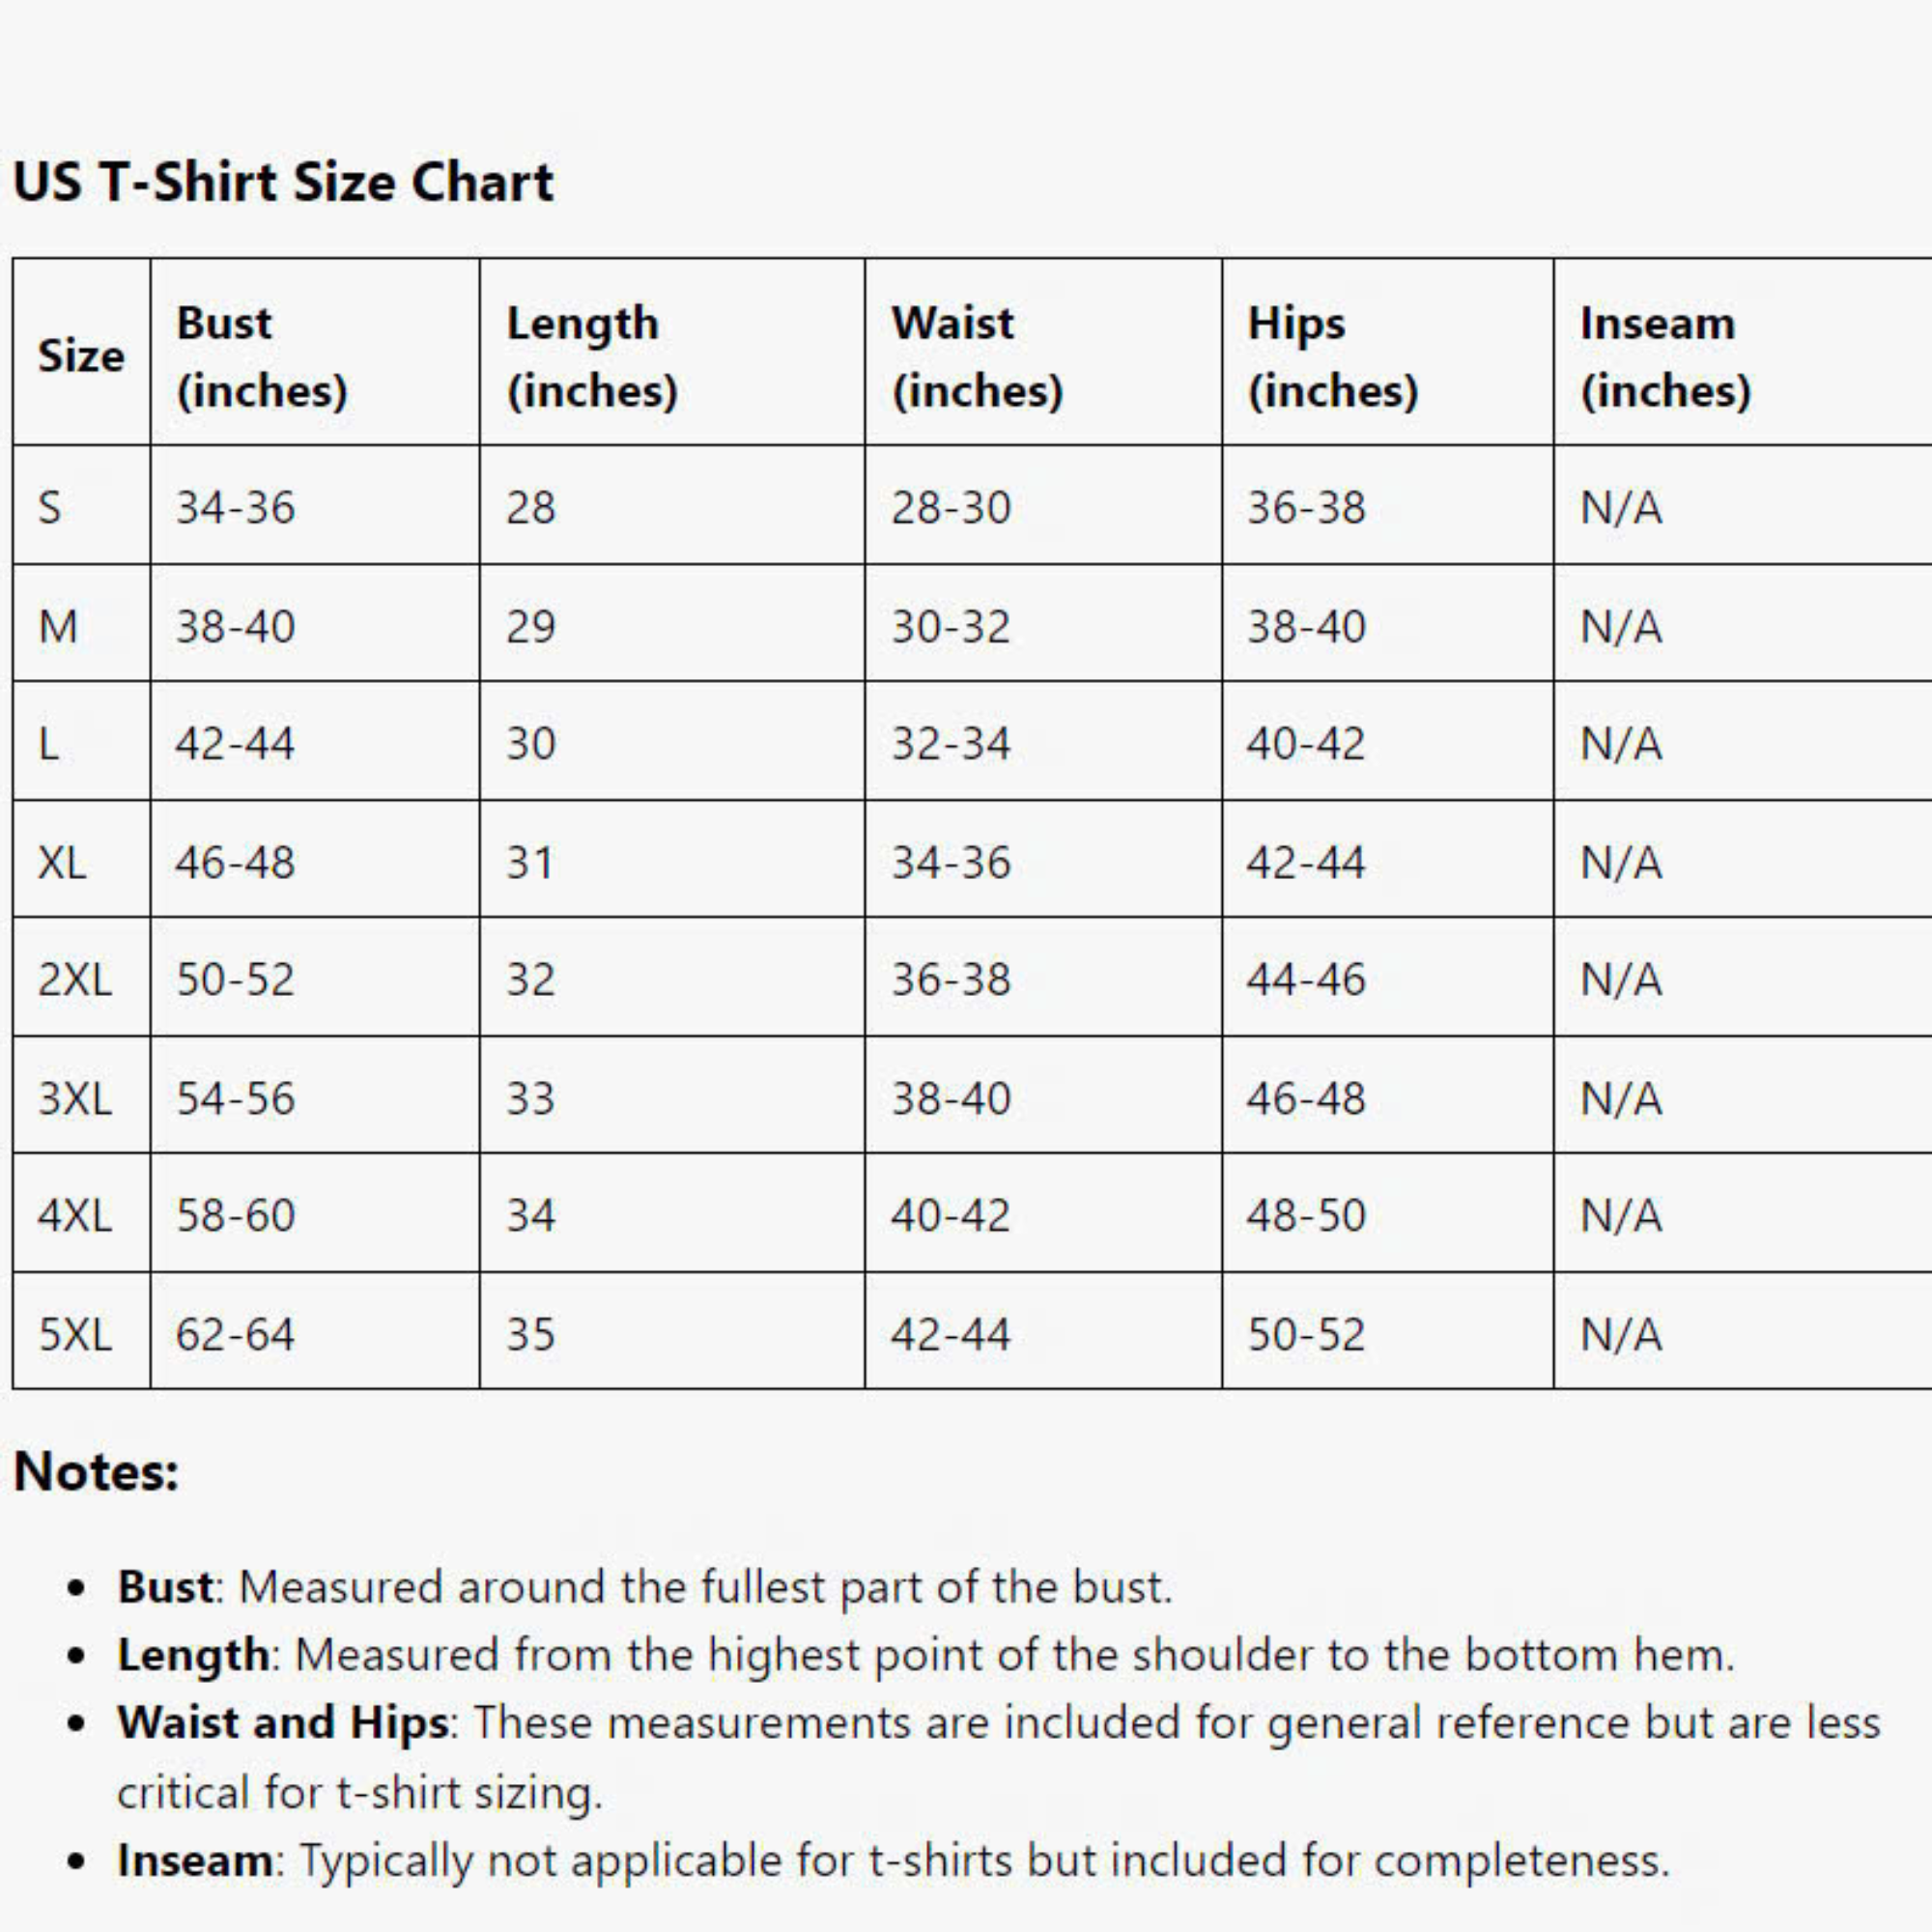 US T-Shirt Size Chart
Size Bust (inches) Length (inches) Waist (inches) Hips (inches) Inseam (inches)
S 34-36 28 28-30 36-38 N/A
M 38-40 29 30-32 38-40 N/A
L 42-44 30 32-34 40-42 N/A
XL 46-48 31 34-36 42-44 N/A
2XL 50-52 32 36-38 44-46 N/A
3XL 54-56 33 38-40 46-48 N/A
4XL 58-60 34 40-42 48-50 N/A
5XL 62-64 35 42-44 50-52 N/A
Notes:
• Bust: Measured around the fullest part of the bust.
• Length: Measured from the highest point of the shoulder to the bottom hem.
• Waist and Hips: These measurements are included for general reference but are less
critical for t-shirt sizing.
• Inseam: Typically not applicable for t-shirts but included for completeness.